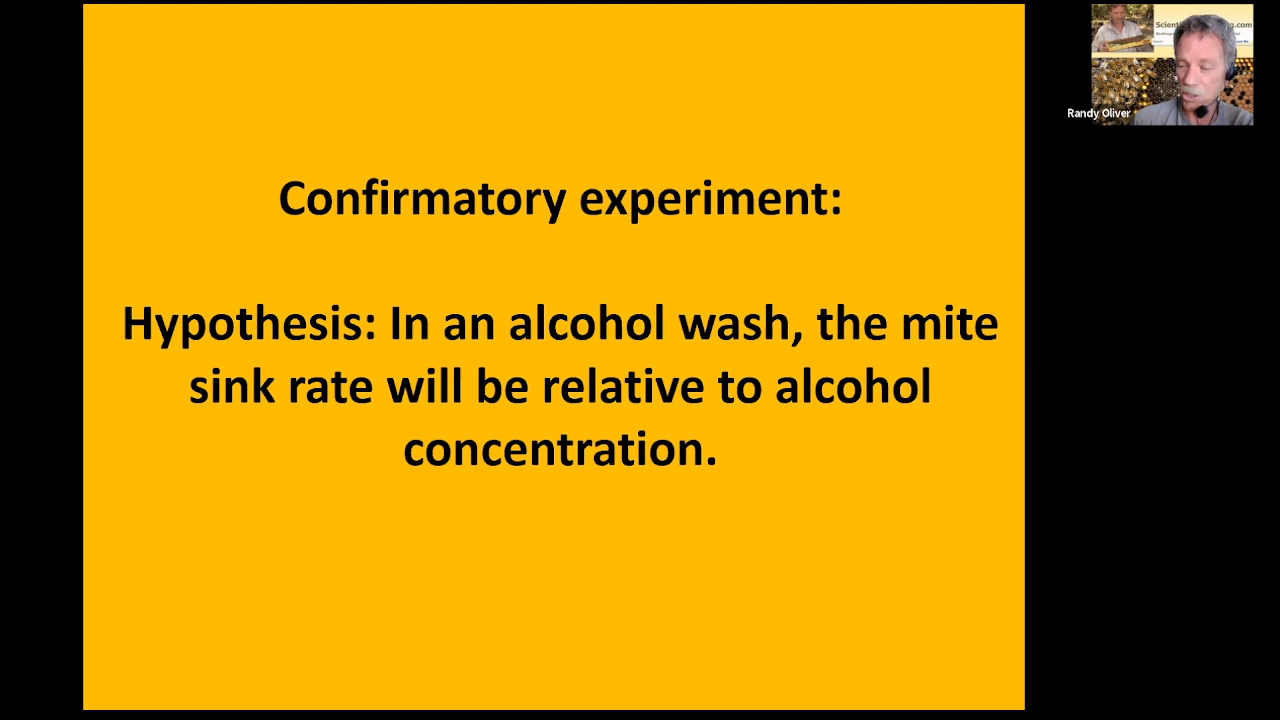 Confirmatory experiment:
Hypothesis: In an alcohol wash, the mite
sink rate will be relative to alcohol
concentration.
Randy Oliver